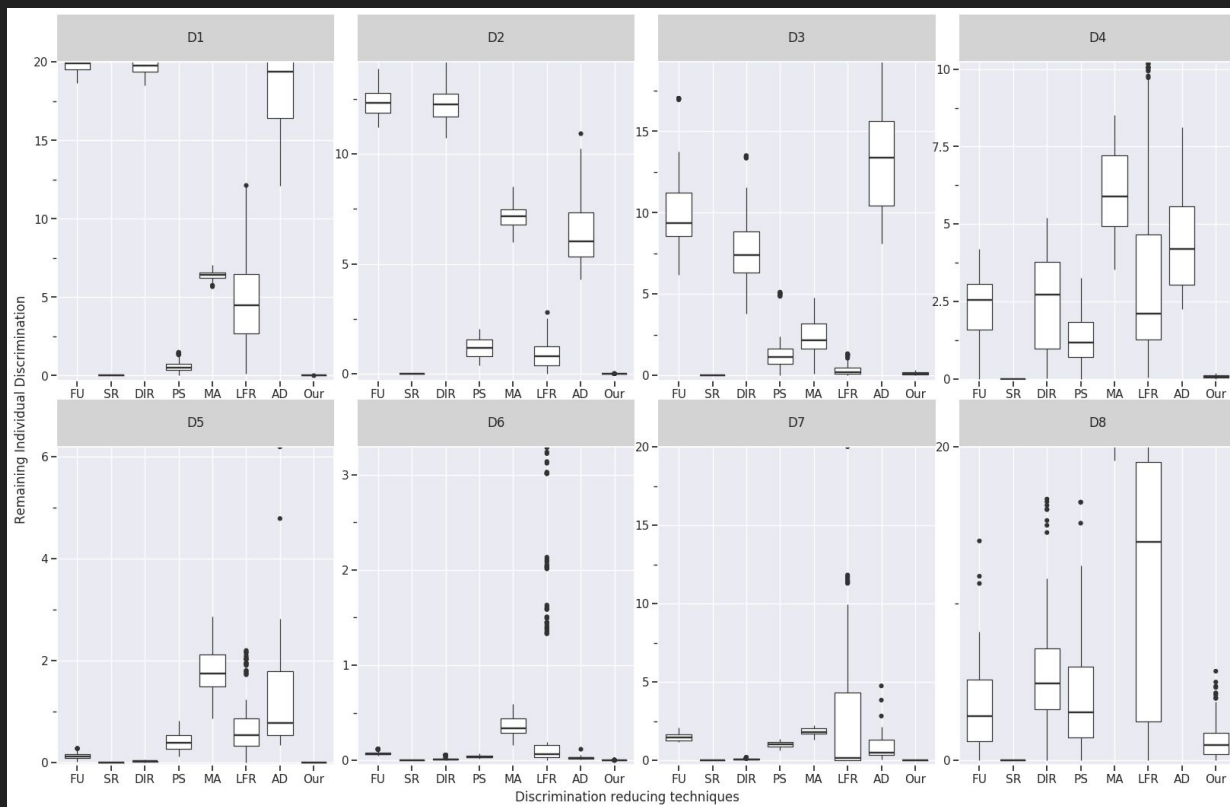 D1 D2 D3 D4
20 15 10 5 0
10 5 0
15 10 5 0
10 7.5 5 2.5 0
FU SR DIR PS MA LFR AD Our FU SR DIR PS MA LFR AD Our FU SR DIR PS MA LFR AD Our FU SR DIR PS MA LFR AD Our
Remaining Individual Discrimination
D5 D6 D7 D8
6 4 2 0
3 2 1 0
20 15 10 5 0
20 0
FU SR DIR PS MA LFR AD Our FU SR DIR PS MA LFR AD Our FU SR DIR PS MA LFR AD Our FU SR DIR PS MA LFR AD Our
Discrimination reducing techniques